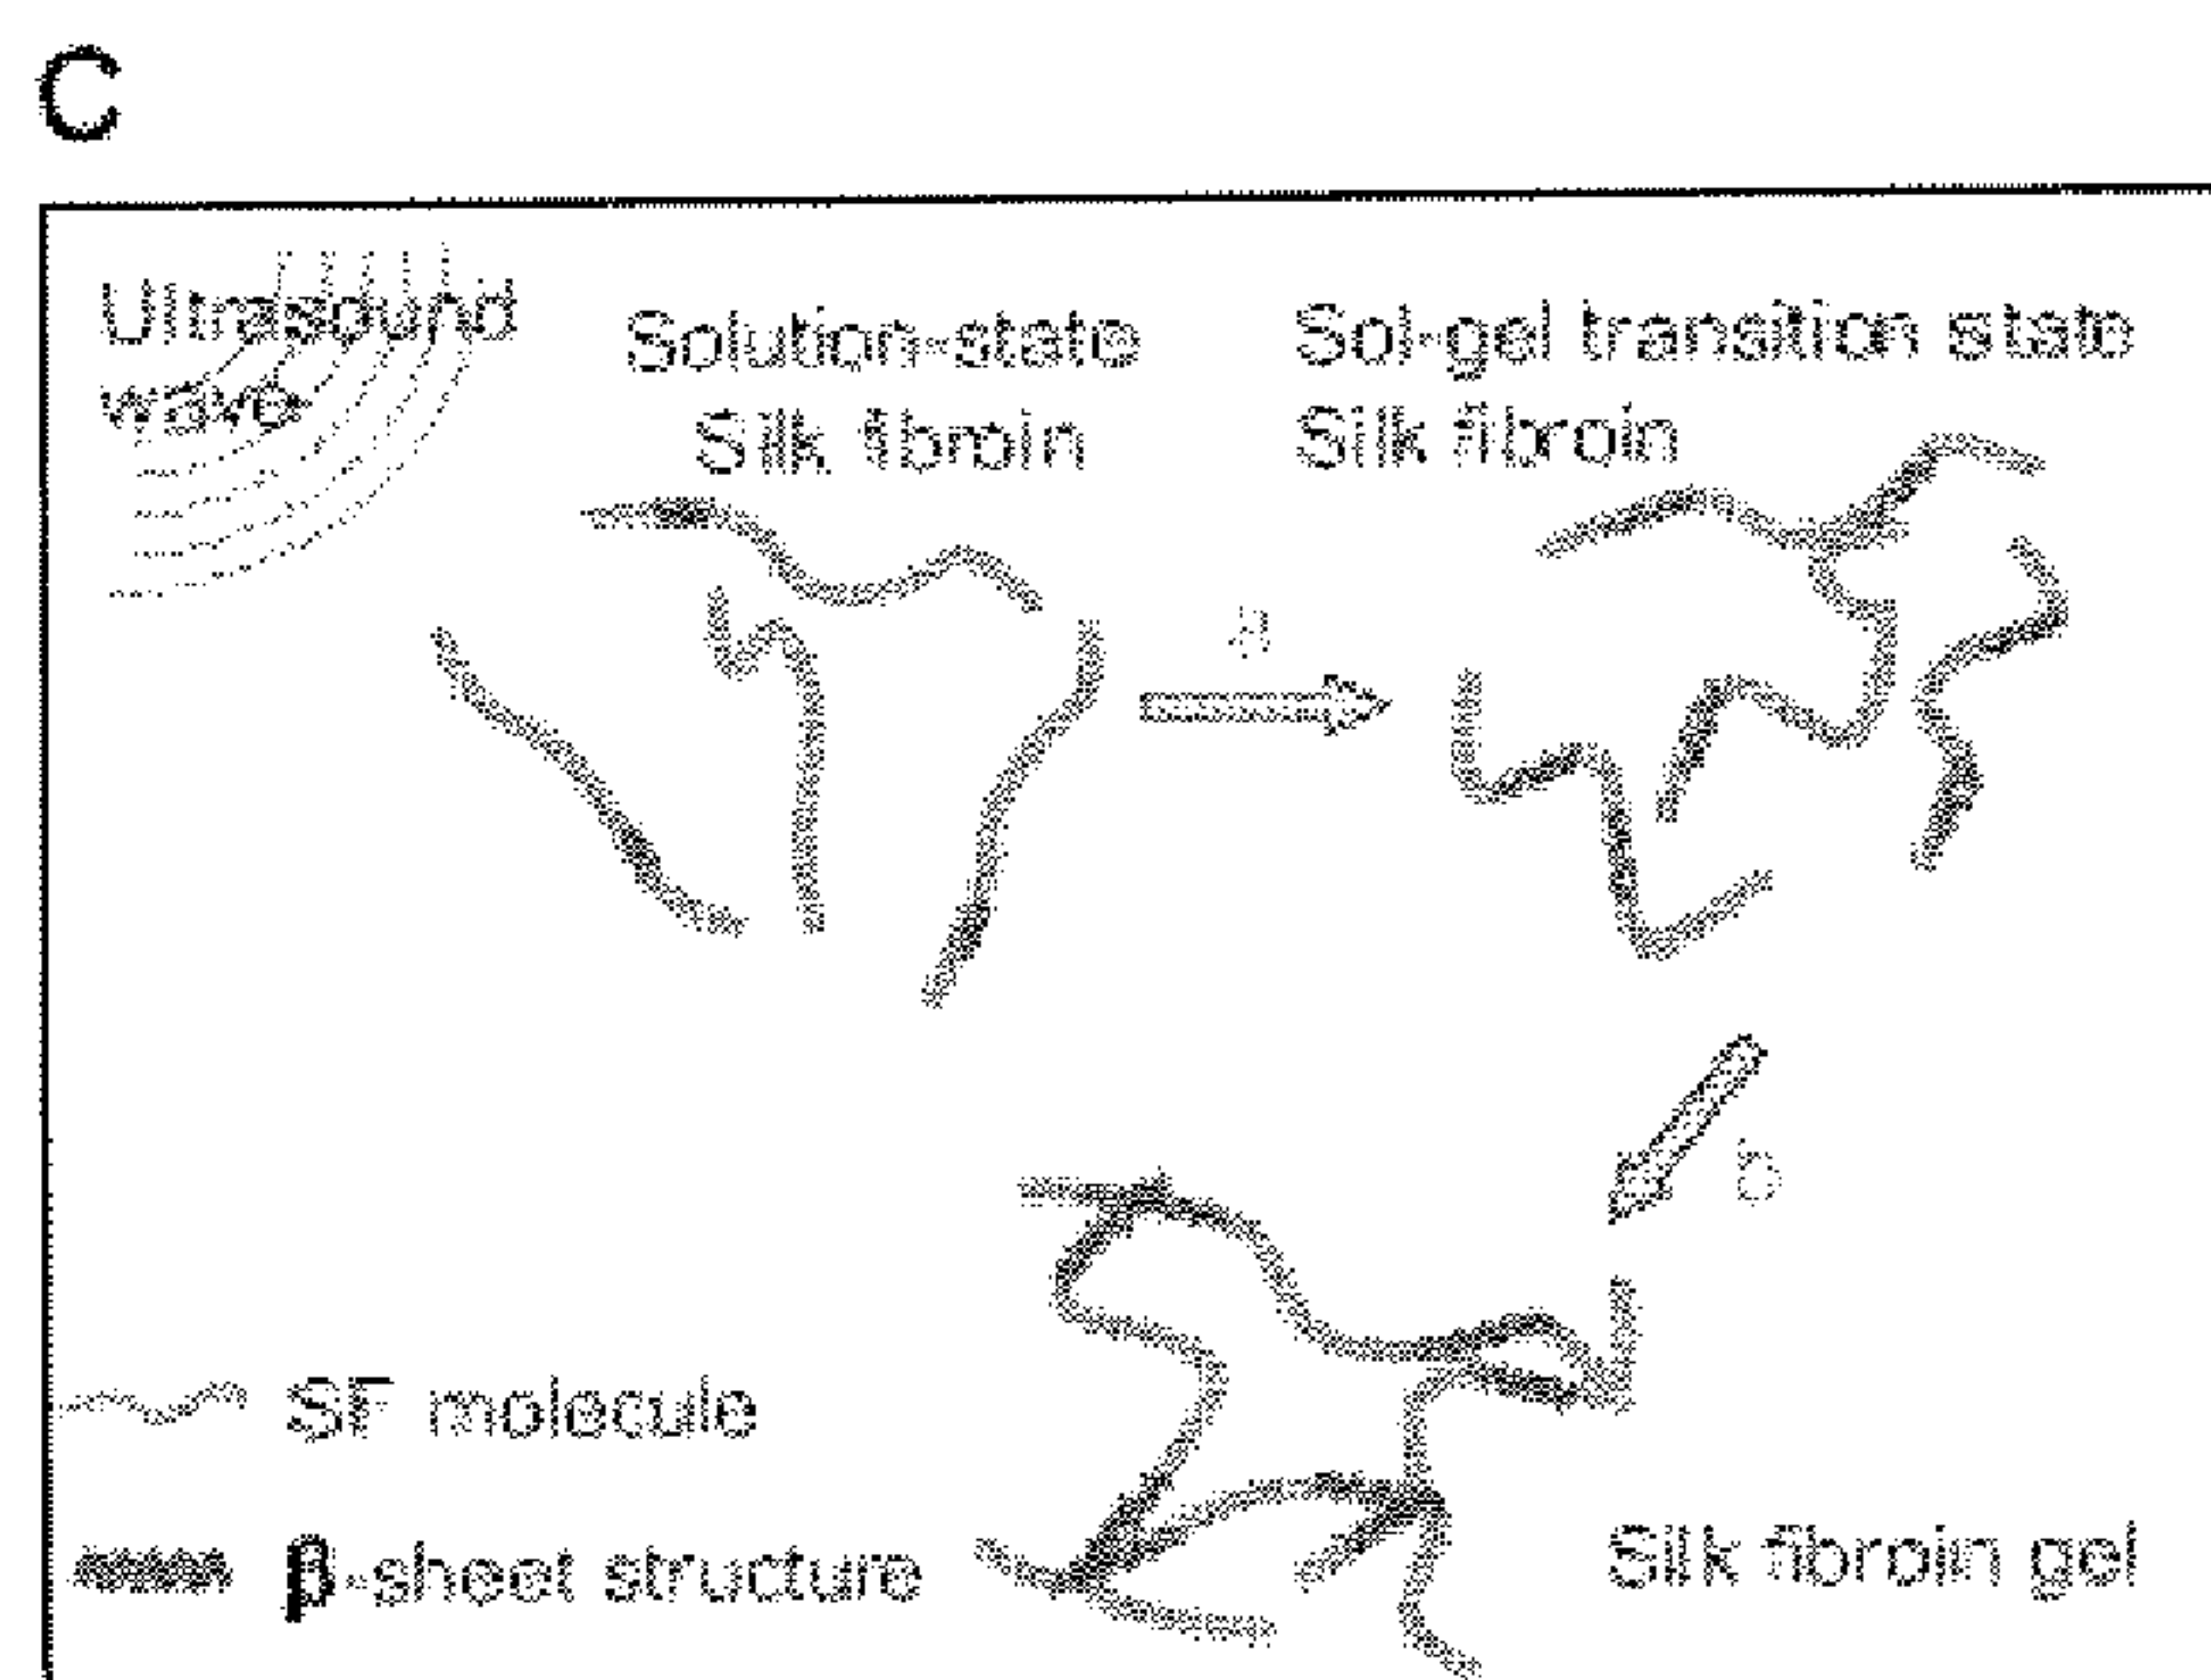 C
Ultrasound
wave
Solution-state
Silk fibroin
Sol-gel transition state
Silk fibroin
a
b
SF molecule
β-sheet structure
Silk fibroin gel